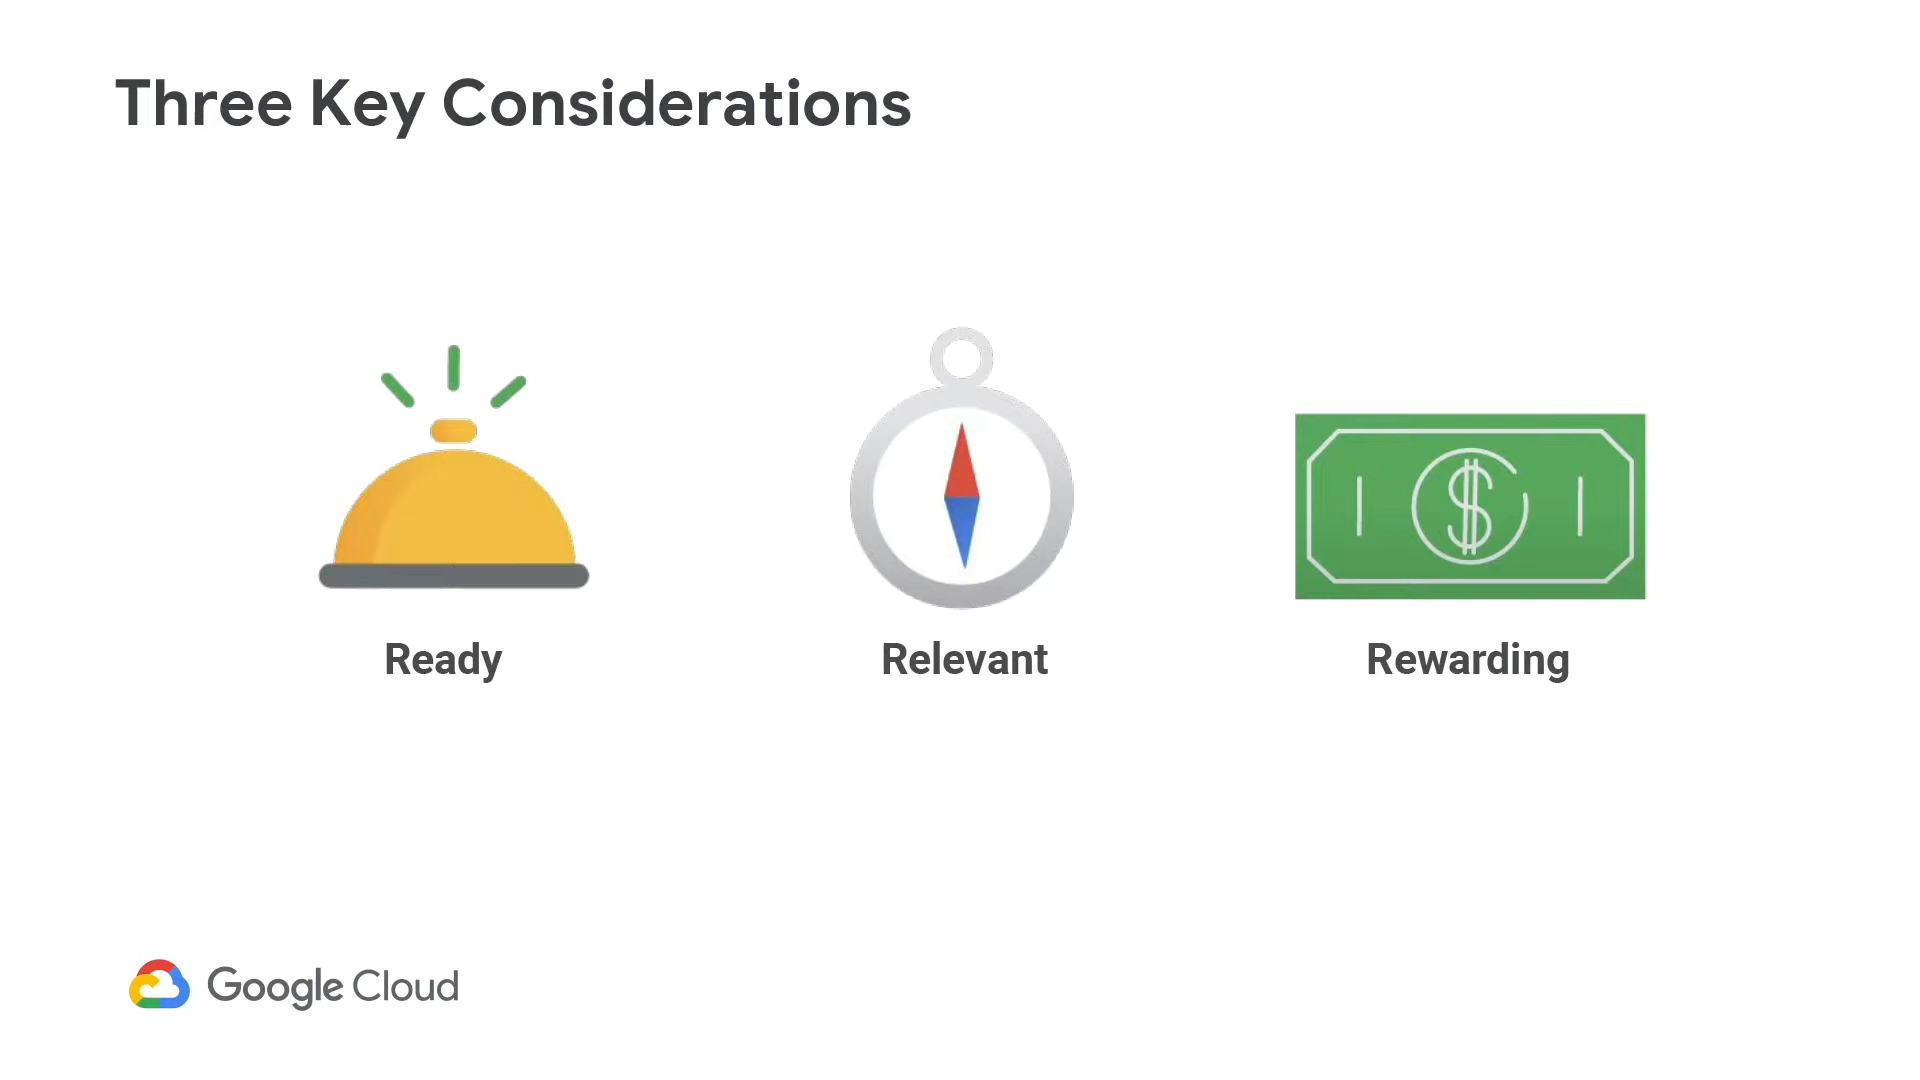 Three Key Considerations
Ready
Relevant
Rewarding
Google Cloud